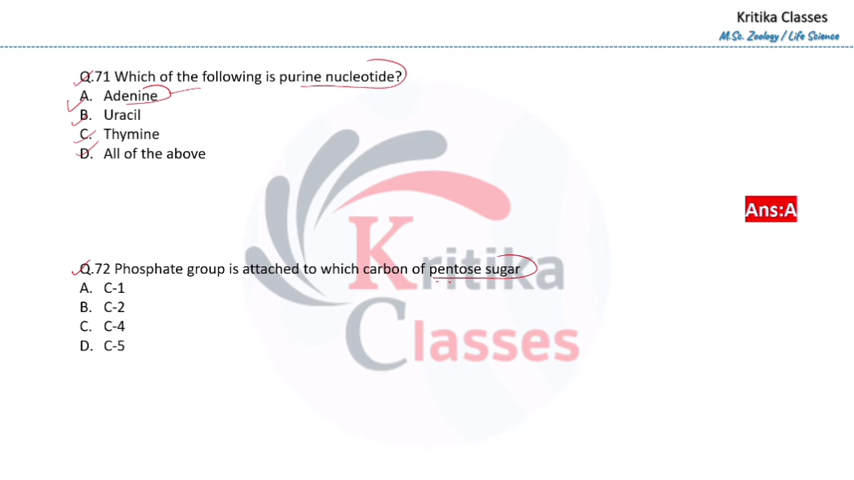 Kritika Classes
M.Sc. Zoology / Life Science
Q.71 Which of the following is purine nucleotide?
A. Adenine
B. Uracil
C. Thymine
D. All of the above
Ans:A
Q.72 Phosphate group is attached to which carbon of pentose sugar
A. C-1
B. C-2
C. C-4
D. C-5
Kritika
Classes